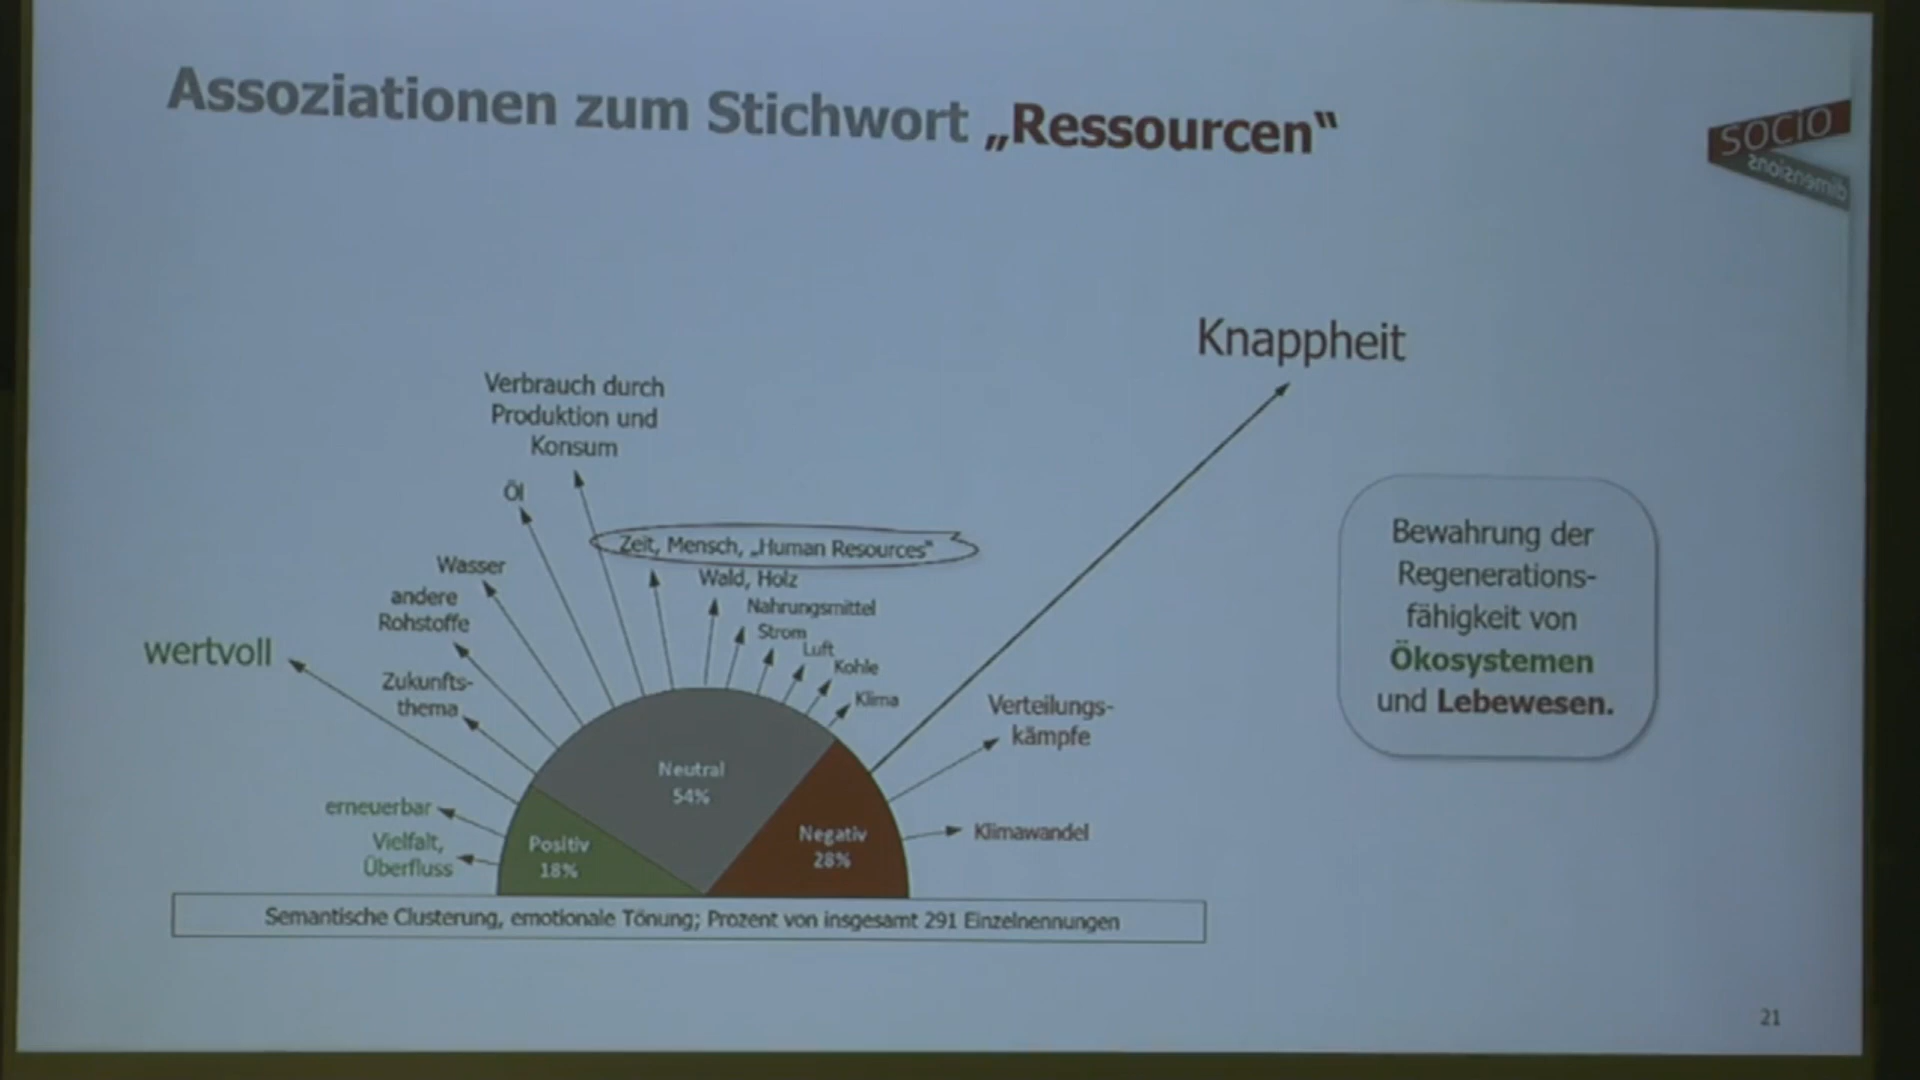 Assoziationen zum Stichwort „Ressourcen“
socio
dimensions
Knappheit
Verbrauch durch
Produktion und
Konsum
Öl
Zeit, Mensch, „Human Resources“
Wasser
Wald, Holz
andere
Rohstoffe
Nahrungsmittel
Strom
Luft
Kohle
wertvoll
Zukunfts-
thema
Klima
Verteilungs-
kämpfe
Bewahrung der
Regenerations-
fähigkeit von
Ökosystemen
und Lebewesen.
Neutral
54%
erneuerbar
Vielfalt,
Überfluss
Positiv
18%
Negativ
28%
Klimawandel
Semantische Clusterung, emotionale Tönung; Prozent von insgesamt 291 Einzelnennungen
21